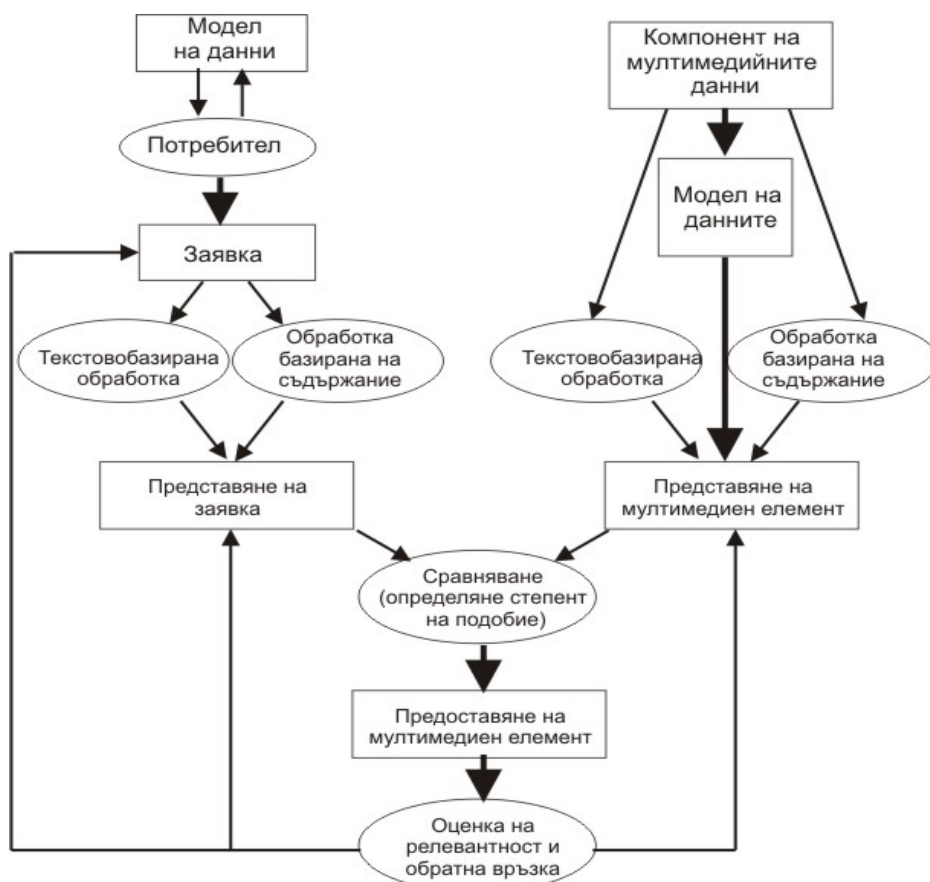 Модел
на данни
Компонент на
мултимедийните
данни
Потребител
Модел на
данните
Заявка
Текстовобазирана
обработка
Обработка
базирана на
съдържание
Текстовобазирана
обработка
Обработка
базирана на
съдържание
Представяне на
заявка
Представяне на
мултимедиен елемент
Сравняване
(определяне степент
на подобие)
Предоставяне на
мултимедиен елемент
Оценка на
релевантност и
обратна връзка